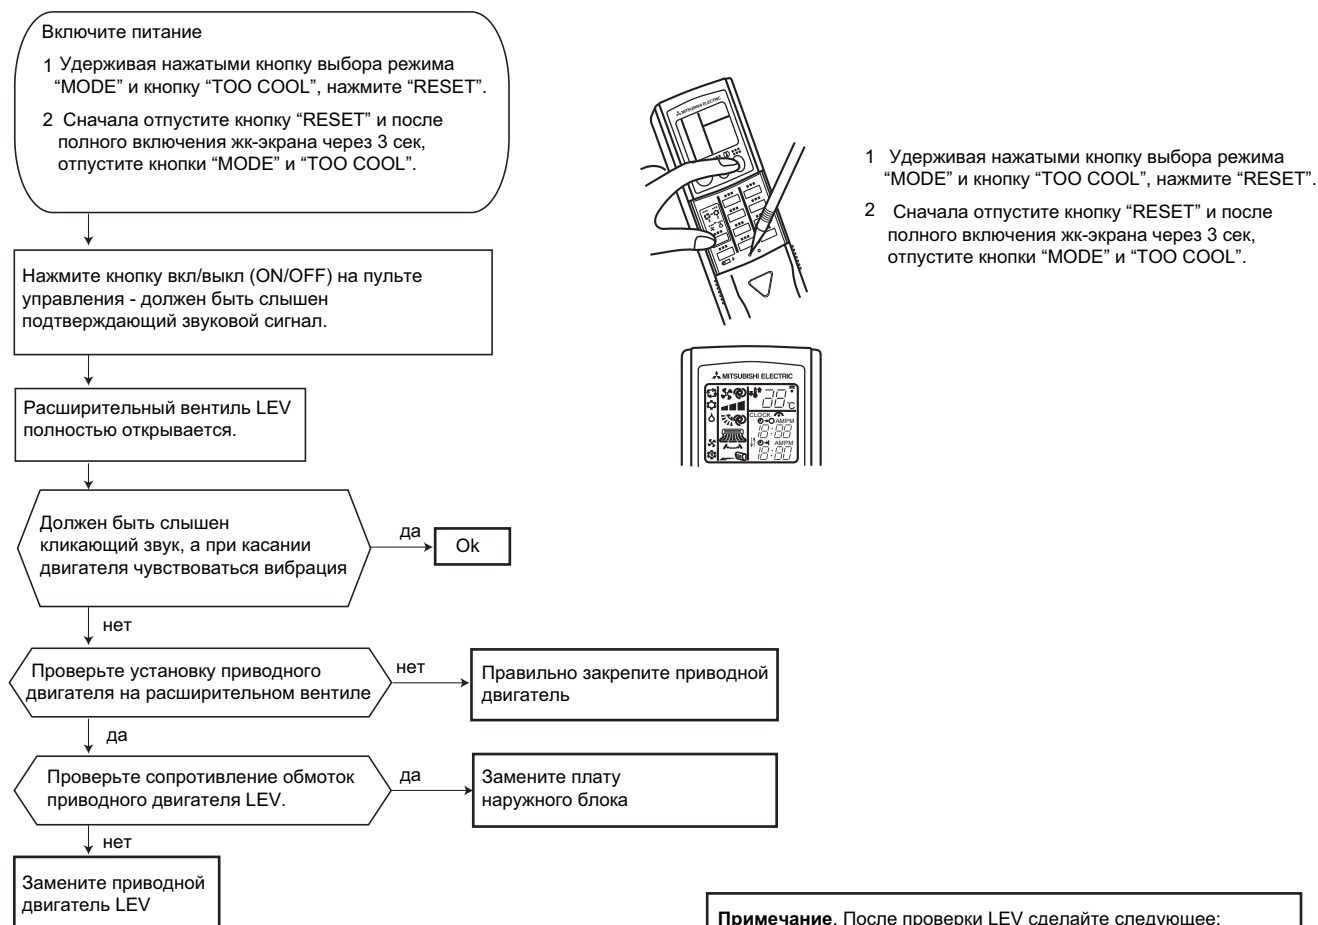 Включите питание
1 Удерживая нажатыми кнопку выбора режима
“MODE” и кнопку “TOO COOL”, нажмите “RESET”.
2 Сначала отпустите кнопку “RESET” и после
полного включения жк-экрана через 3 сек,
отпустите кнопки “MODE” и “TOO COOL”.
Нажмите кнопку вкл/выкл (ON/OFF) на пульте
управления - должен быть слышен
подтверждающий звуковой сигнал.
Расширительный вентиль LEV
полностью открывается.
Должен быть слышен
кликающий звук, а при касании
двигателя чувствоваться вибрация
да
Ok
нет
Проверьте установку приводного
двигателя на расширительном вентиле
нет
Правильно закрепите приводной
двигатель
да
Проверьте сопротивление обмоток
приводного двигателя LEV.
да
Замените плату
наружного блока
нет
Замените приводной
двигатель LEV
MITSUBISHI ELECTRIC
1 Удерживая нажатыми кнопку выбора режима
“MODE” и кнопку “TOO COOL”, нажмите “RESET”.
2 Сначала отпустите кнопку “RESET” и после
полного включения жк-экрана через 3 сек,
отпустите кнопки “MODE” и “TOO COOL”.
MITSUBISHI ELECTRIC
88 °C
CLOCK
AMPM
18:88
AMPM
18:88
Примечание. После проверки LEV сделайте следующее: